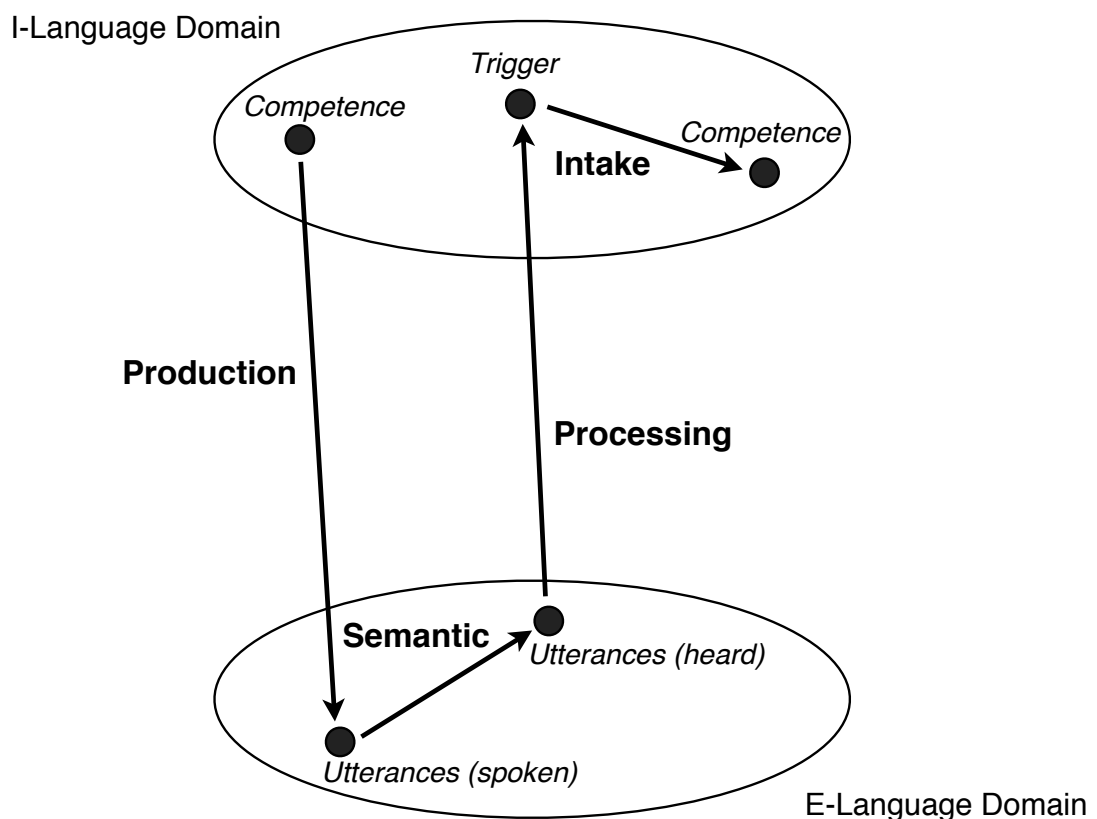 I-Language Domain
Trigger
Competence
Competence
Intake
Production
Processing
Semantic
Utterances (heard)
Utterances (spoken)
E-Language Domain